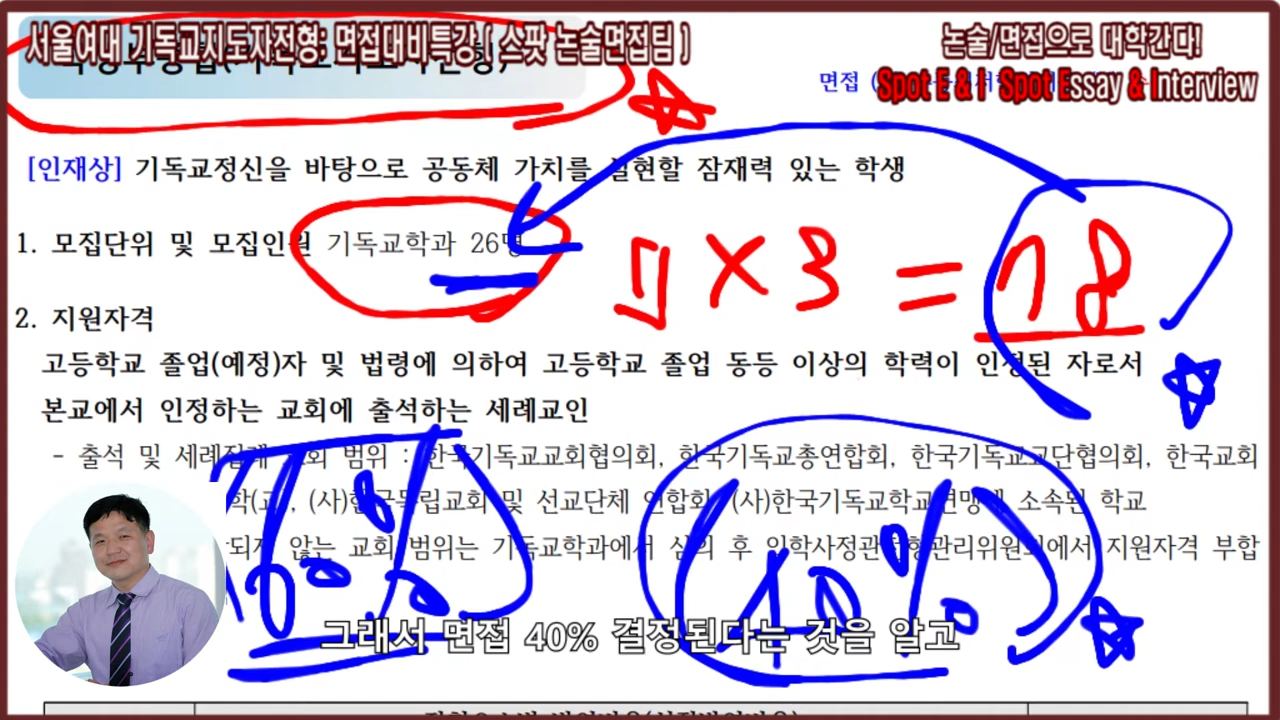 서울여대 기독교지도자전형: 면접대비특강 ( 스팟 논술면접팀 )
논술/면접으로 대학간다!
면접
Spot E & I Spot Essay & Interview
[인재상] 기독교정신을 바탕으로 공동체 가치를 실현할 잠재력 있는 학생
1. 모집단위 및 모집인원 기독교학과 26명
× 3 = 18
2. 지원자격
고등학교 졸업(예정)자 및 법령에 의하여 고등학교 졸업 동등 이상의 학력이 인정된 자로서
본교에서 인정하는 교회에 출석하는 세례교인
- 출석 및 세례집례 교회 범위 : 한국기독교교회협의회, 한국기독교총연합회, 한국기독교교단협의회, 한국교회
(사)한국독립교회 및 선교단체 연합회, (사)한국기독교학교연맹에 소속된 학교
되지 않는 교회 범위는 기독교학과에서 심의 후 입학사정관전형관리위원회에서 지원자격 부합
60% (40%)
그래서 면접 40% 결정된다는 것을 알고